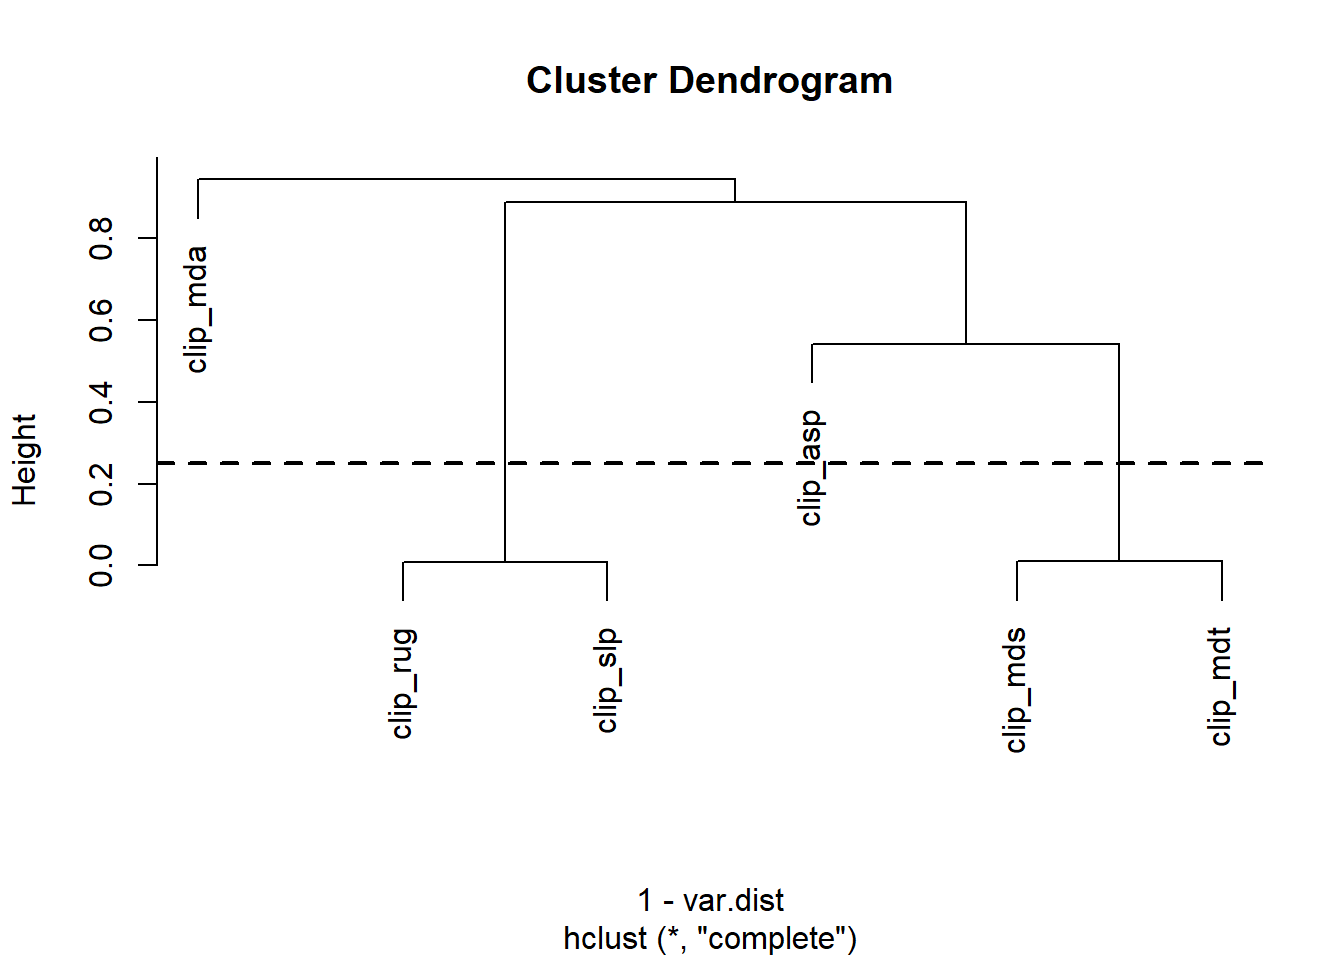 Cluster Dendrogram
Height
0.8
0.6
0.4
0.2
0.0
clip_mda
clip_rug
clip_slp
clip_asp
clip_mds
clip_mdt
1 - var.dist
hclust (*, "complete")